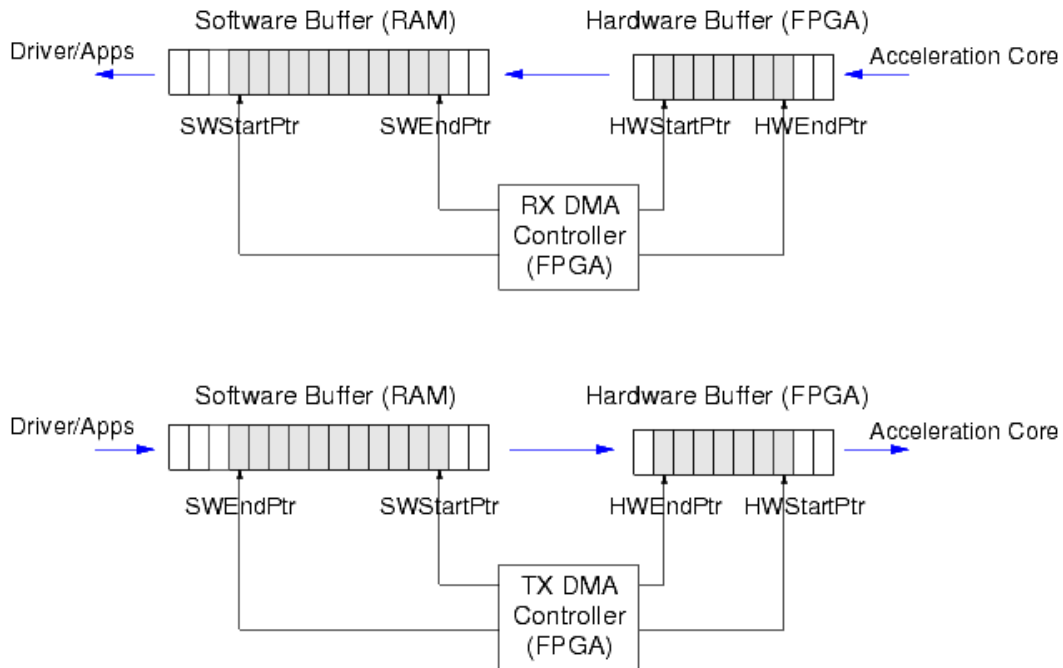 Software Buffer (RAM) Hardware Buffer (FPGA)
Driver/Apps Acceleration Core
SWStartPtr SWEndPtr HWStartPtr HWEndPtr
RX DMA
Controller
(FPGA)
Software Buffer (RAM) Hardware Buffer (FPGA)
Driver/Apps Acceleration Core
SWEndPtr SWStartPtr HWEndPtr HWStartPtr
TX DMA
Controller
(FPGA)